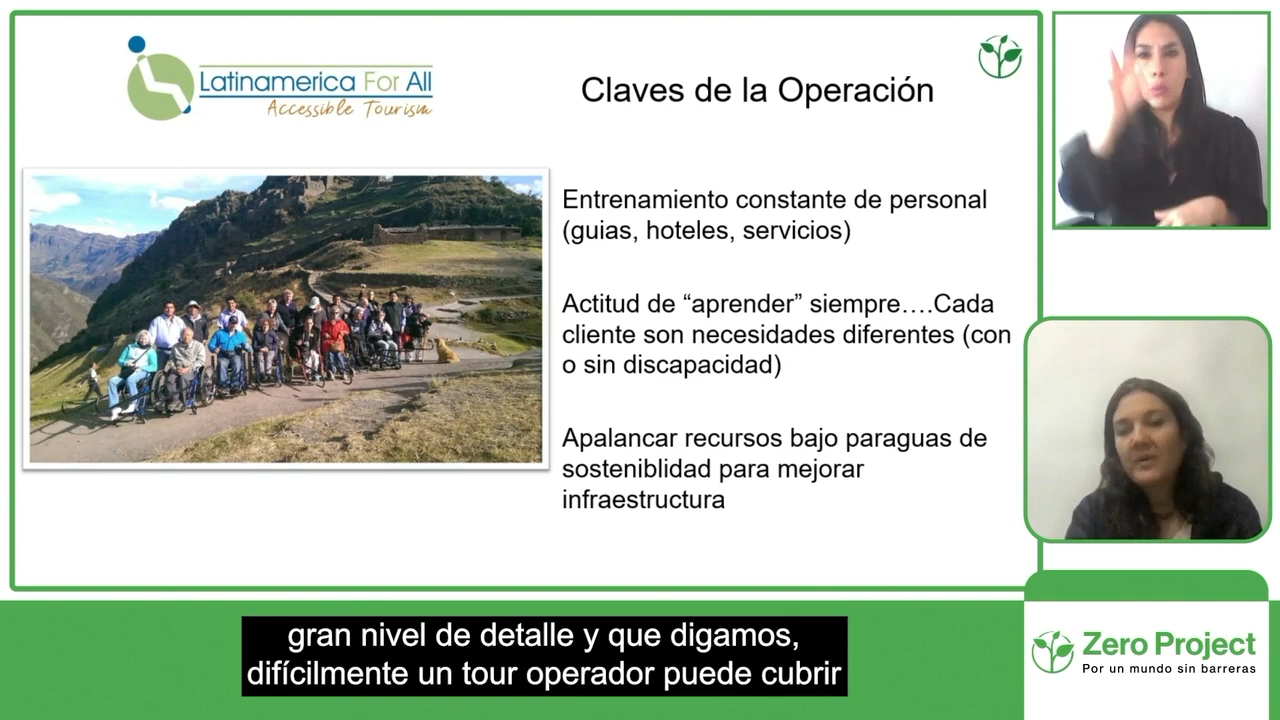 Latinamerica For All
Accessible Tourism
Claves de la Operación
Entrenamiento constante de personal
(guias, hoteles, servicios)
Actitud de “aprender” siempre….Cada
cliente son necesidades diferentes (con
o sin discapacidad)
Apalancar recursos bajo paraguas de
sosteniblidad para mejorar
infraestructura
gran nivel de detalle y que digamos,
difícilmente un tour operador puede cubrir
Zero Project
Por un mundo sin barreras